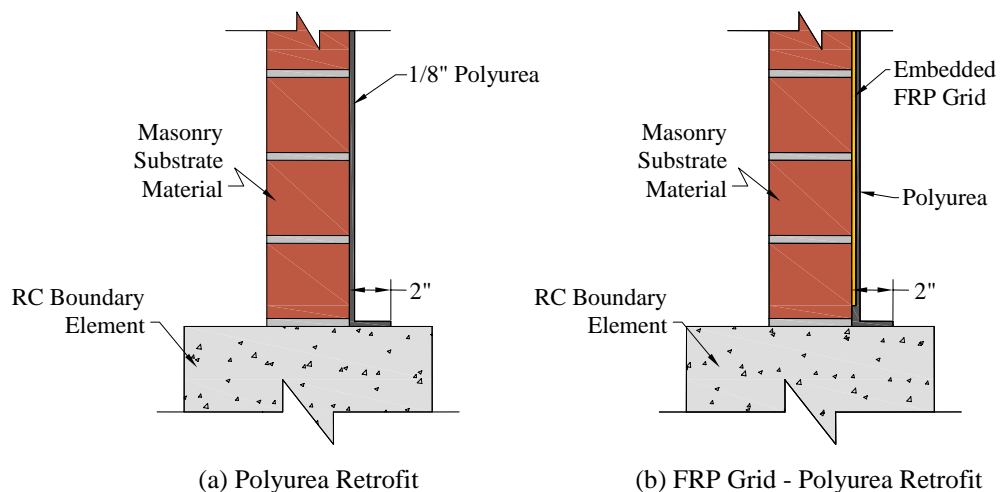 1/8" Polyurea
Masonry
Substrate
Material
2"
RC Boundary
Element
(a) Polyurea Retrofit
Embedded
FRP Grid
Masonry
Substrate
Material
Polyurea
2"
RC Boundary
Element
(b) FRP Grid - Polyurea Retrofit